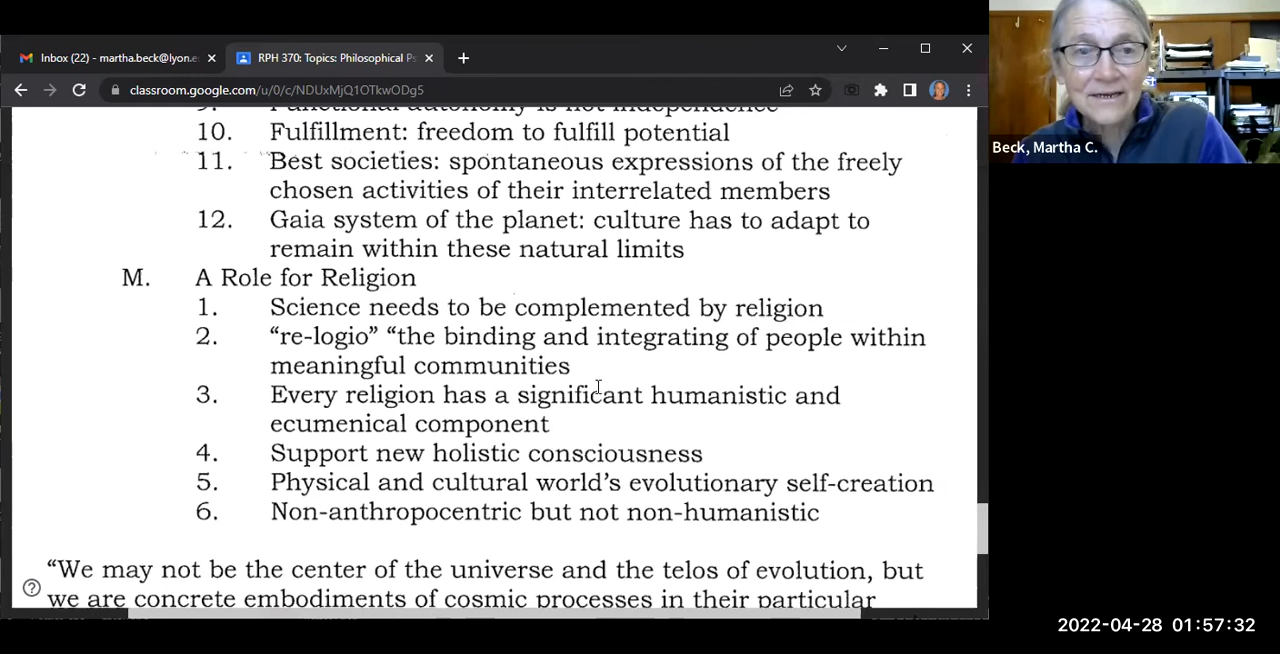 Inbox (22) - martha.beck@lyon.e
RPH 370: Topics: Philosophical Ps
classroom.google.com/u/0/c/NDUxMjQ1OTkwODg5
9. Functional autonomy is not independence
10. Fulfillment: freedom to fulfill potential
11. Best societies: spontaneous expressions of the freely
chosen activities of their interrelated members
12. Gaia system of the planet: culture has to adapt to
remain within these natural limits
M. A Role for Religion
1. Science needs to be complemented by religion
2. “re-logio” “the binding and integrating of people within
meaningful communities
3. Every religion has a significant humanistic and
ecumenical component
4. Support new holistic consciousness
5. Physical and cultural world’s evolutionary self-creation
6. Non-anthropocentric but not non-humanistic
“We may not be the center of the universe and the telos of evolution, but
we are concrete embodiments of cosmic processes in their particular
Beck, Martha C.
2022-04-28 01:57:32